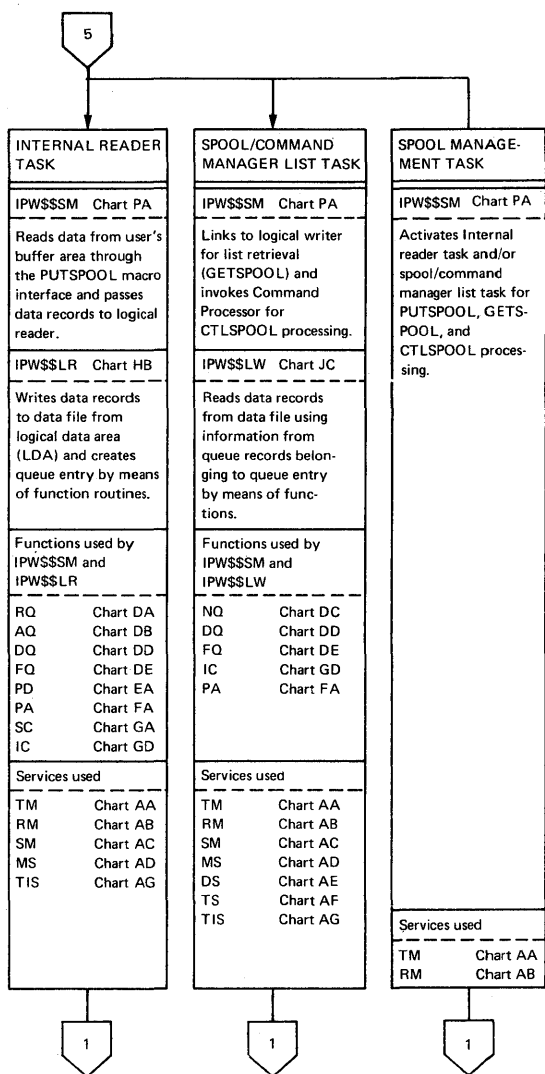 5
INTERNAL READER
TASK
IPW$$SM Chart PA
Reads data from user's
buffer area through
the PUTSPOOL macro
interface and passes
data records to logical
reader.
IPW$$LR Chart HB
Writes data records
to data file from
logical data area
(LDA) and creates
queue entry by means
of function routines.
Functions used by
IPW$$SM and
IPW$$LR
RQ Chart DA
AQ Chart DB
DQ Chart DD
FQ Chart DE
PD Chart EA
PA Chart FA
SC Chart GA
IC Chart GD
Services used
TM Chart AA
RM Chart AB
SM Chart AC
MS Chart AD
TIS Chart AG
1
SPOOL/COMMAND
MANAGER LIST TASK
IPW$$SM Chart PA
Links to logical writer
for list retrieval
(GETSPOOL) and
invokes Command
Processor for
CTLSPOOL processing.
IPW$$LW Chart JC
Reads data records
from data file using
information from
queue records belon-
ging to queue entry
by means of func-
tions.
Functions used by
IPW$$SM and
IPW$$LW
NQ Chart DC
DQ Chart DD
FQ Chart DE
IC Chart GD
PA Chart FA
Services used
TM Chart AA
RM Chart AB
SM Chart AC
MS Chart AD
DS Chart AE
TS Chart AF
TIS Chart AG
1
SPOOL MANAGE-
MENT TASK
IPW$$SM Chart PA
Activates Internal
reader task and/or
spool/command
manager list task for
PUTSPOOL, GETS-
POOL, and
CTLSPOOL proces-
sing.
Services used
TM Chart AA
RM Chart AB
1